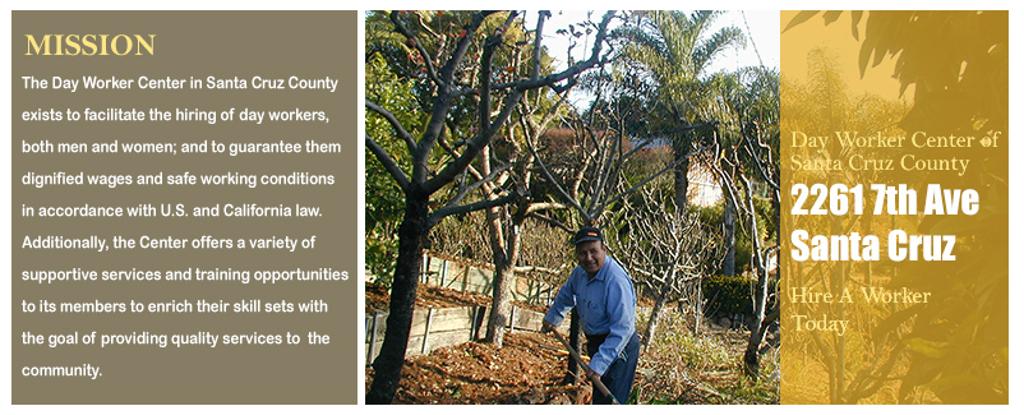 MISSION
The Day Worker Center in Santa Cruz County
exists to facilitate the hiring of day workers,
both men and women; and to guarantee them
dignified wages and safe working conditions
in accordance with U.S. and California law.
Additionally, the Center offers a variety of
supportive services and training opportunities
to its members to enrich their skill sets with
the goal of providing quality services to the
community.
Day Worker Center of
Santa Cruz County
2261 7th Ave
Santa Cruz
Hire A Worker
Today